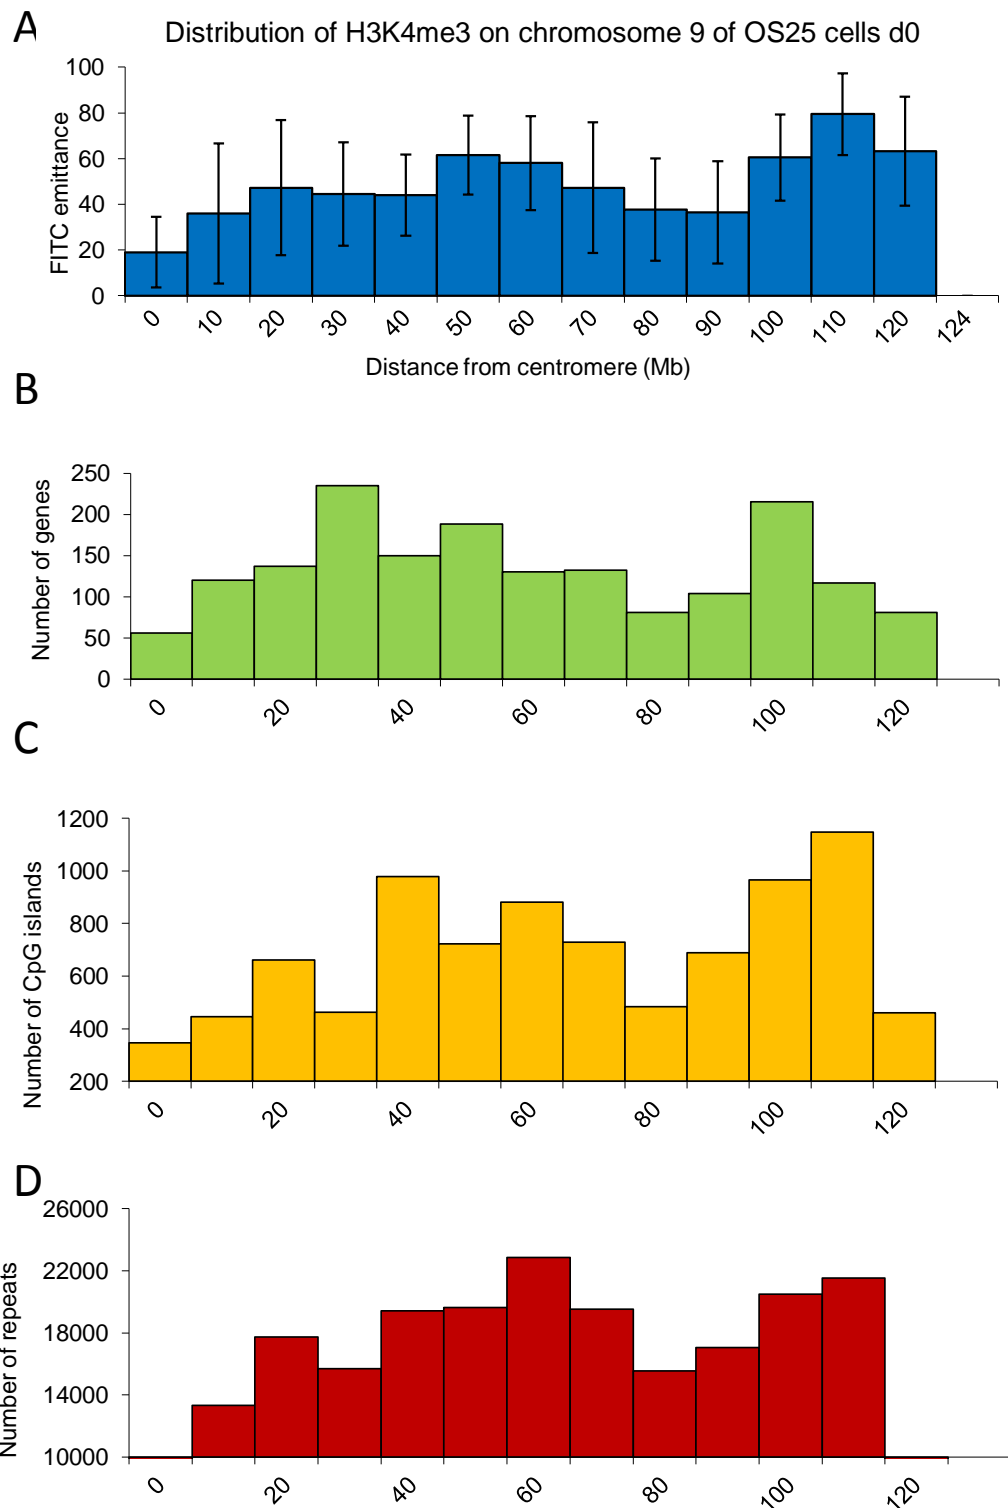 A
Distribution of H3K4me3 on chromosome 9 of OS25 cells d0
100
80
60
40
20
0
FITC emittance
0 10 20 30 40 50 60 70 80 90 100 110 120 124
Distance from centromere (Mb)
B
250
200
150
100
50
0
Number of genes
0 20 40 60 80 100 120
C
1200
1000
800
600
400
200
Number of CpG islands
0 20 40 60 80 100 120
D
26000
22000
18000
14000
10000
Number of repeats
0 20 40 60 80 100 120